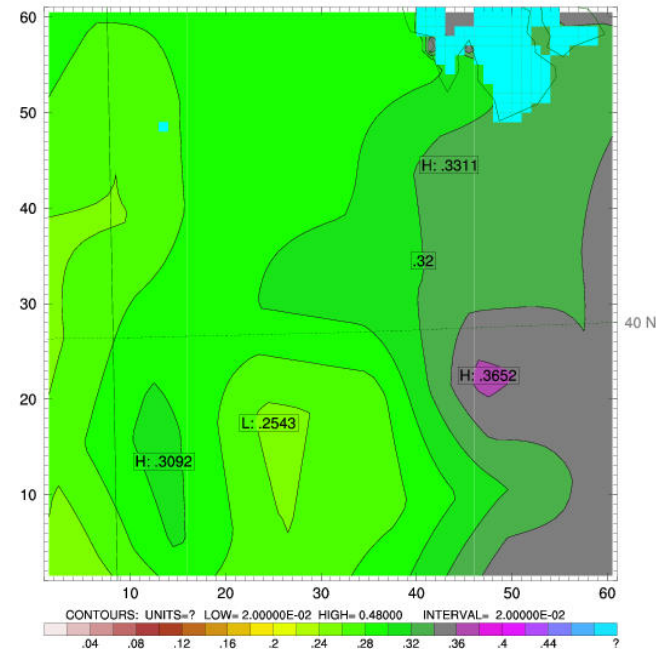 60
50
H: .3311
40
.32
30
40 N
H: .3652
20
L: .2543
H: .3092
10
10 20 30 40 50 60
CONTOURS: UNITS=? LOW= 2.00000E-02 HIGH= 0.48000 INTERVAL= 2.00000E-02
.04 .08 .12 .16 .2 .24 .28 .32 .36 .4 .44 ?